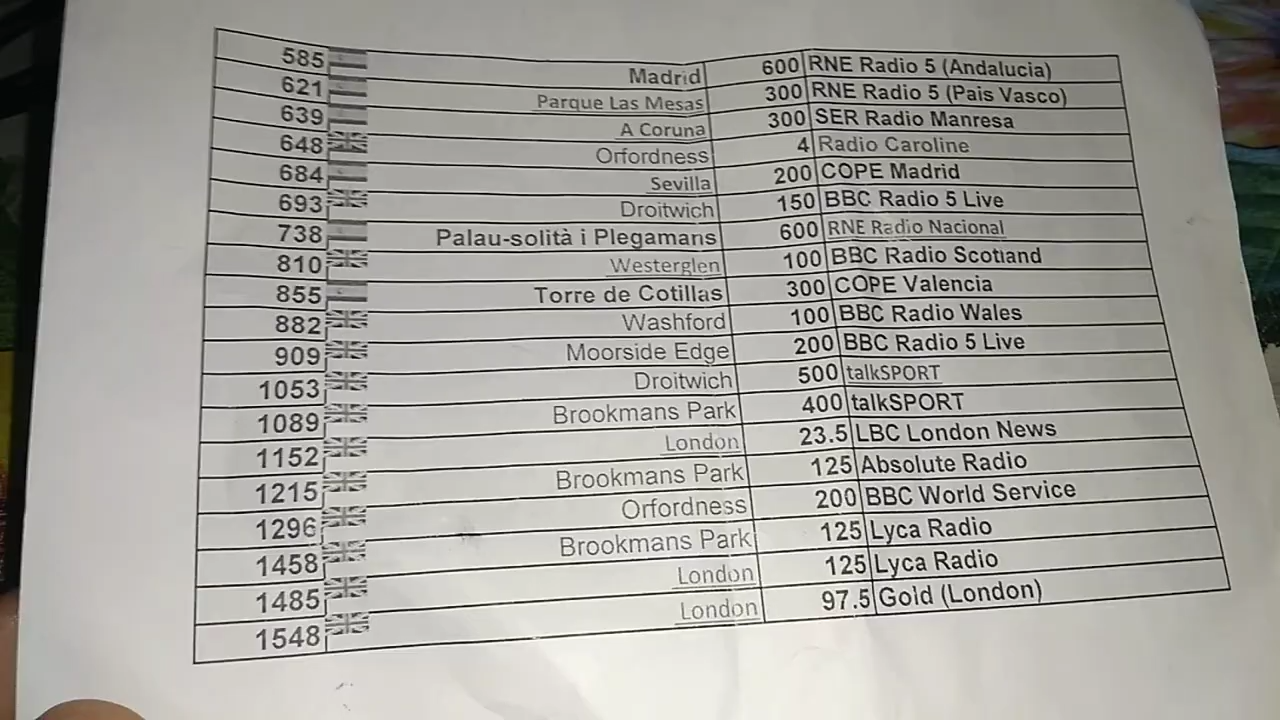 585 Madrid 600 RNE Radio 5 (Andalucia)
621 Parque Las Mesas 300 RNE Radio 5 (Pais Vasco)
639 A Coruna 300 SER Radio Manresa
648 Orfordness 4 Radio Caroline
684 Sevilla 200 COPE Madrid
693 Droitwich 150 BBC Radio 5 Live
738 Palau-solità i Plegamans 600 RNE Radio Nacional
810 Westerglen 100 BBC Radio Scotland
855 Torre de Cotillas 300 COPE Valencia
882 Washford 100 BBC Radio Wales
909 Moorside Edge 200 BBC Radio 5 Live
1053 Droitwich 500 talkSPORT
1089 Brookmans Park 400 talkSPORT
1152 London 23.5 LBC London News
1215 Brookmans Park 125 Absolute Radio
1296 Orfordness 200 BBC World Service
1458 Brookmans Park 125 Lyca Radio
1485 London 125 Lyca Radio
1548 London 97.5 Gold (London)